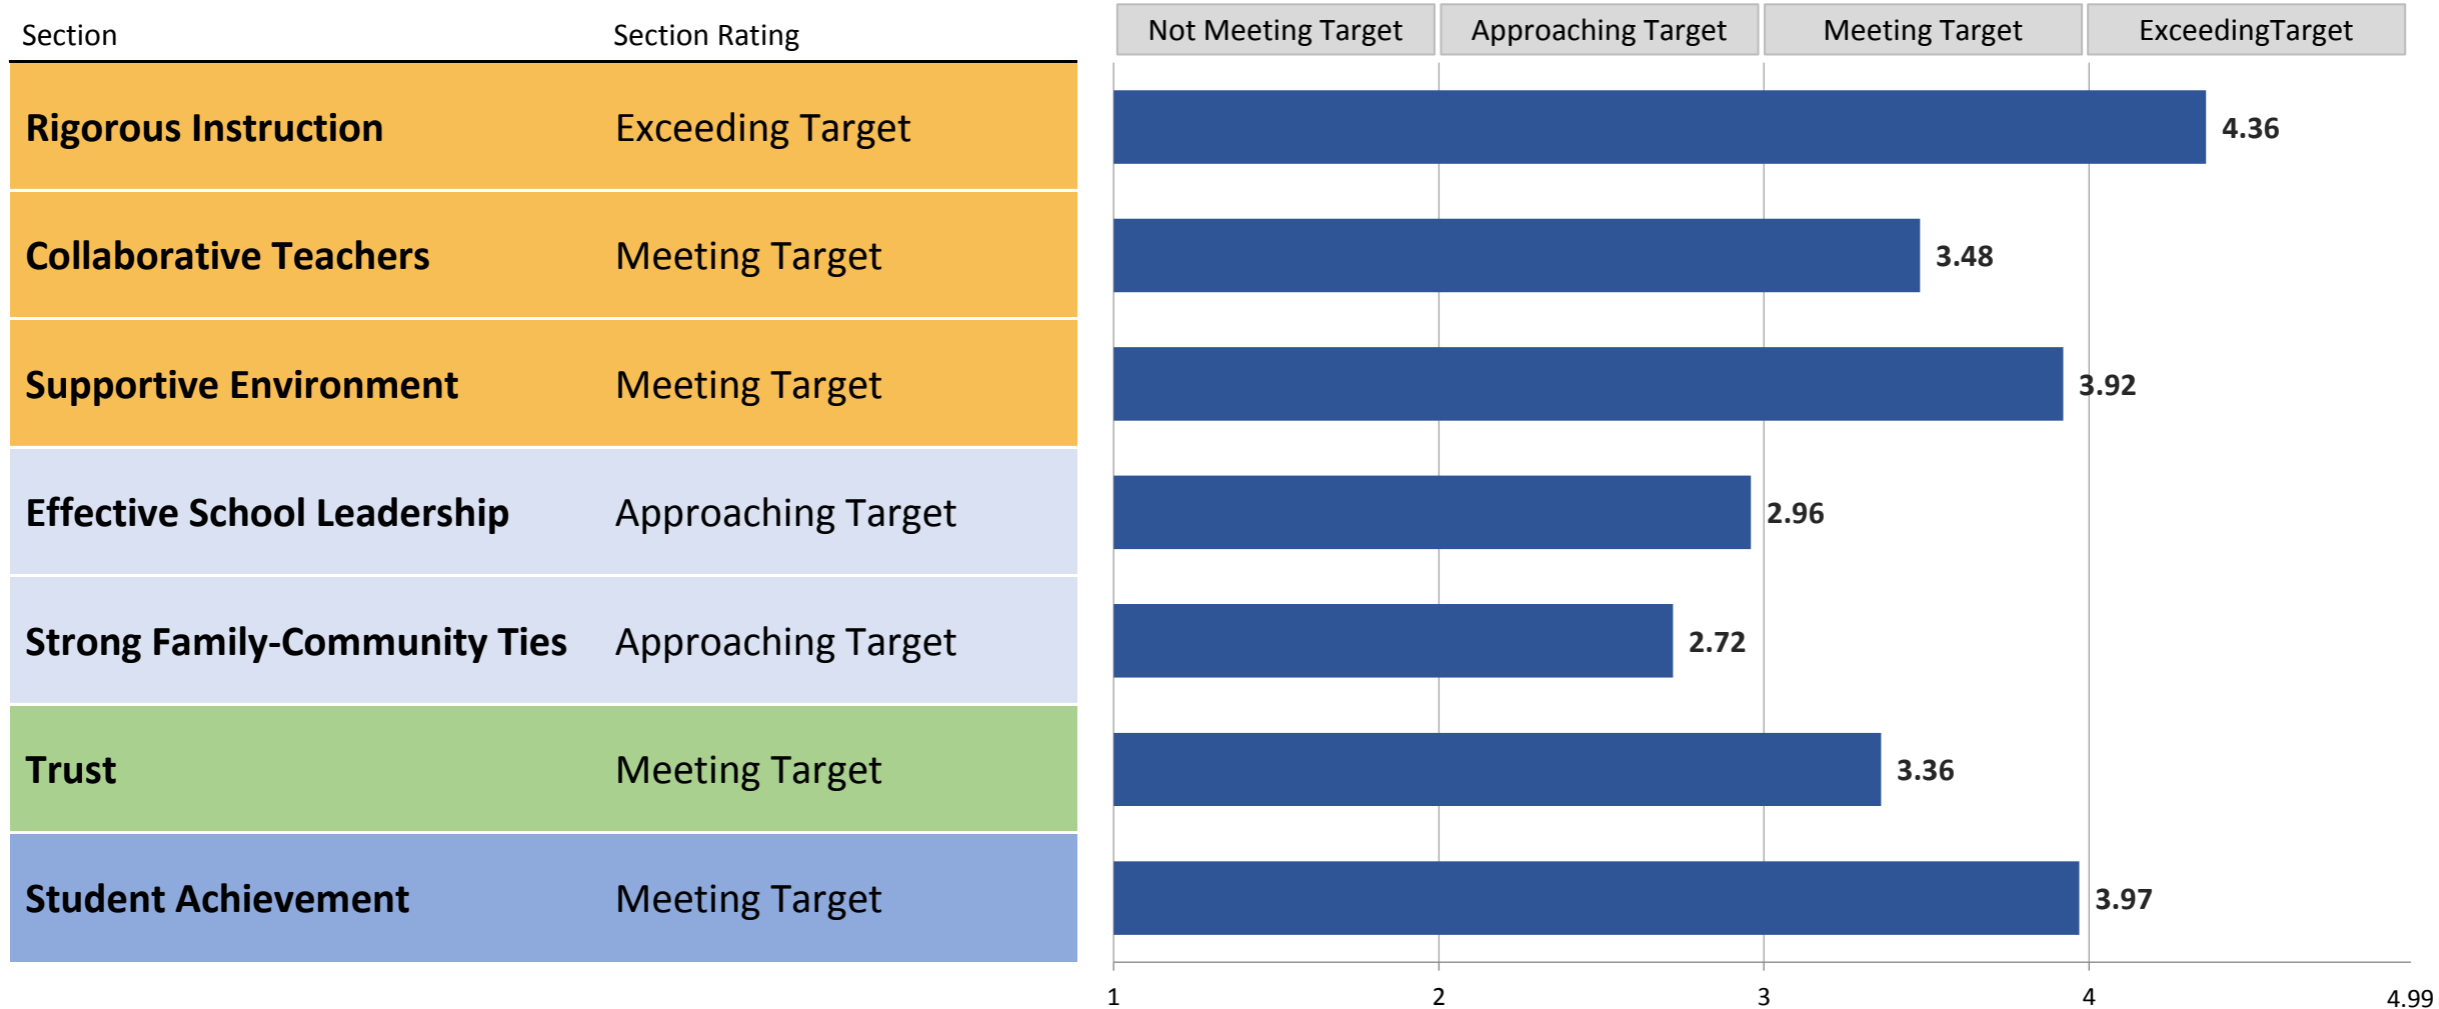 Section Section Rating Not Meeting Target Approaching Target Meeting Target ExceedingTarget
Rigorous Instruction Exceeding Target 4.36
Collaborative Teachers Meeting Target 3.48
Supportive Environment Meeting Target 3.92
Effective School Leadership Approaching Target 2.96
Strong Family-Community Ties Approaching Target 2.72
Trust Meeting Target 3.36
Student Achievement Meeting Target 3.97
1 2 3 4 4.99